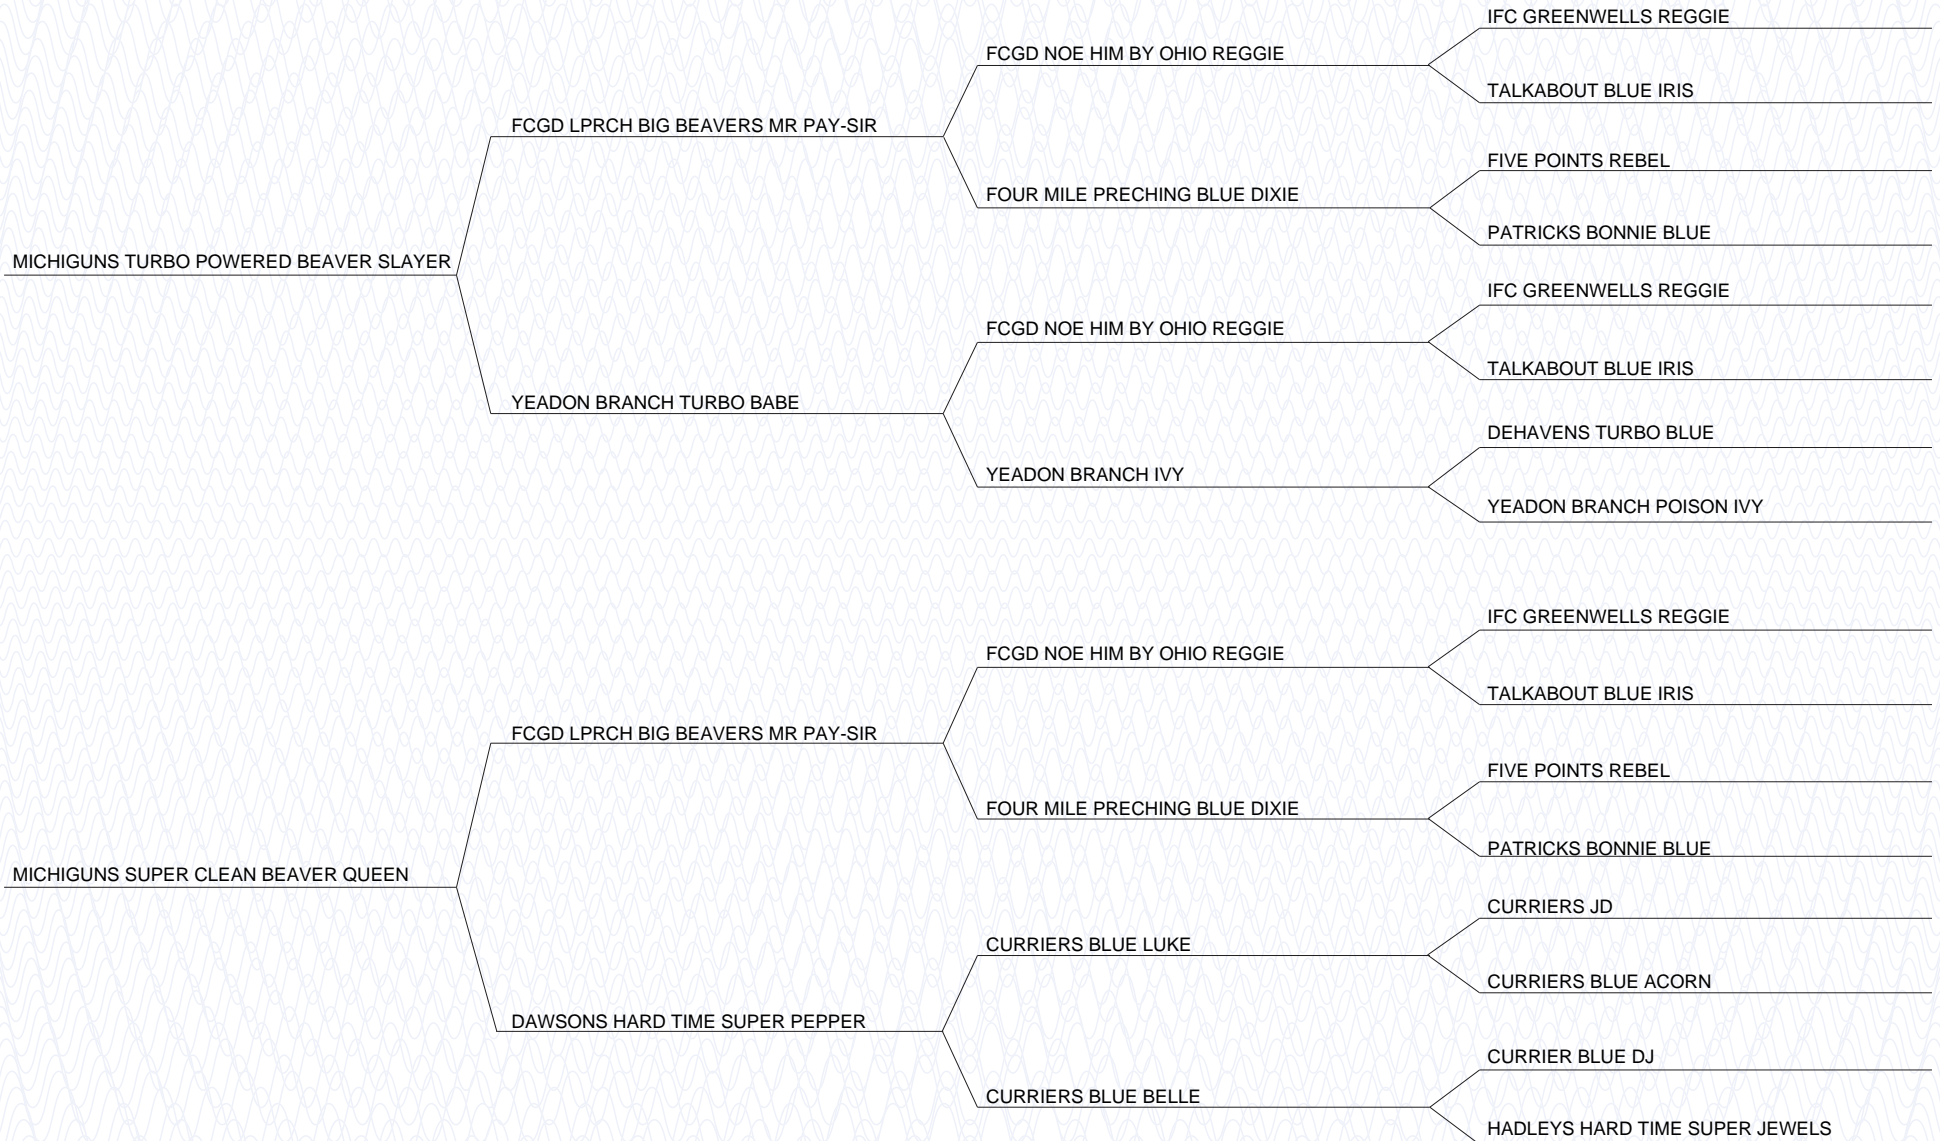 IFC GREENWELLS REGGIE
FCGD NOE HIM BY OHIO REGGIE
TALKABOUT BLUE IRIS
FCGD LPRCH BIG BEAVERS MR PAY-SIR
FIVE POINTS REBEL
FOUR MILE PRECHING BLUE DIXIE
PATRICKS BONNIE BLUE
MICHIGUNS TURBO POWERED BEAVER SLAYER
IFC GREENWELLS REGGIE
FCGD NOE HIM BY OHIO REGGIE
TALKABOUT BLUE IRIS
YEADON BRANCH TURBO BABE
DEHAVENS TURBO BLUE
YEADON BRANCH IVY
YEADON BRANCH POISON IVY
IFC GREENWELLS REGGIE
FCGD NOE HIM BY OHIO REGGIE
TALKABOUT BLUE IRIS
FCGD LPRCH BIG BEAVERS MR PAY-SIR
FIVE POINTS REBEL
FOUR MILE PRECHING BLUE DIXIE
PATRICKS BONNIE BLUE
MICHIGUNS SUPER CLEAN BEAVER QUEEN
CURRIERS JD
CURRIERS BLUE LUKE
CURRIERS BLUE ACORN
DAWSONS HARD TIME SUPER PEPPER
CURRIER BLUE DJ
CURRIERS BLUE BELLE
HADLEYS HARD TIME SUPER JEWELS